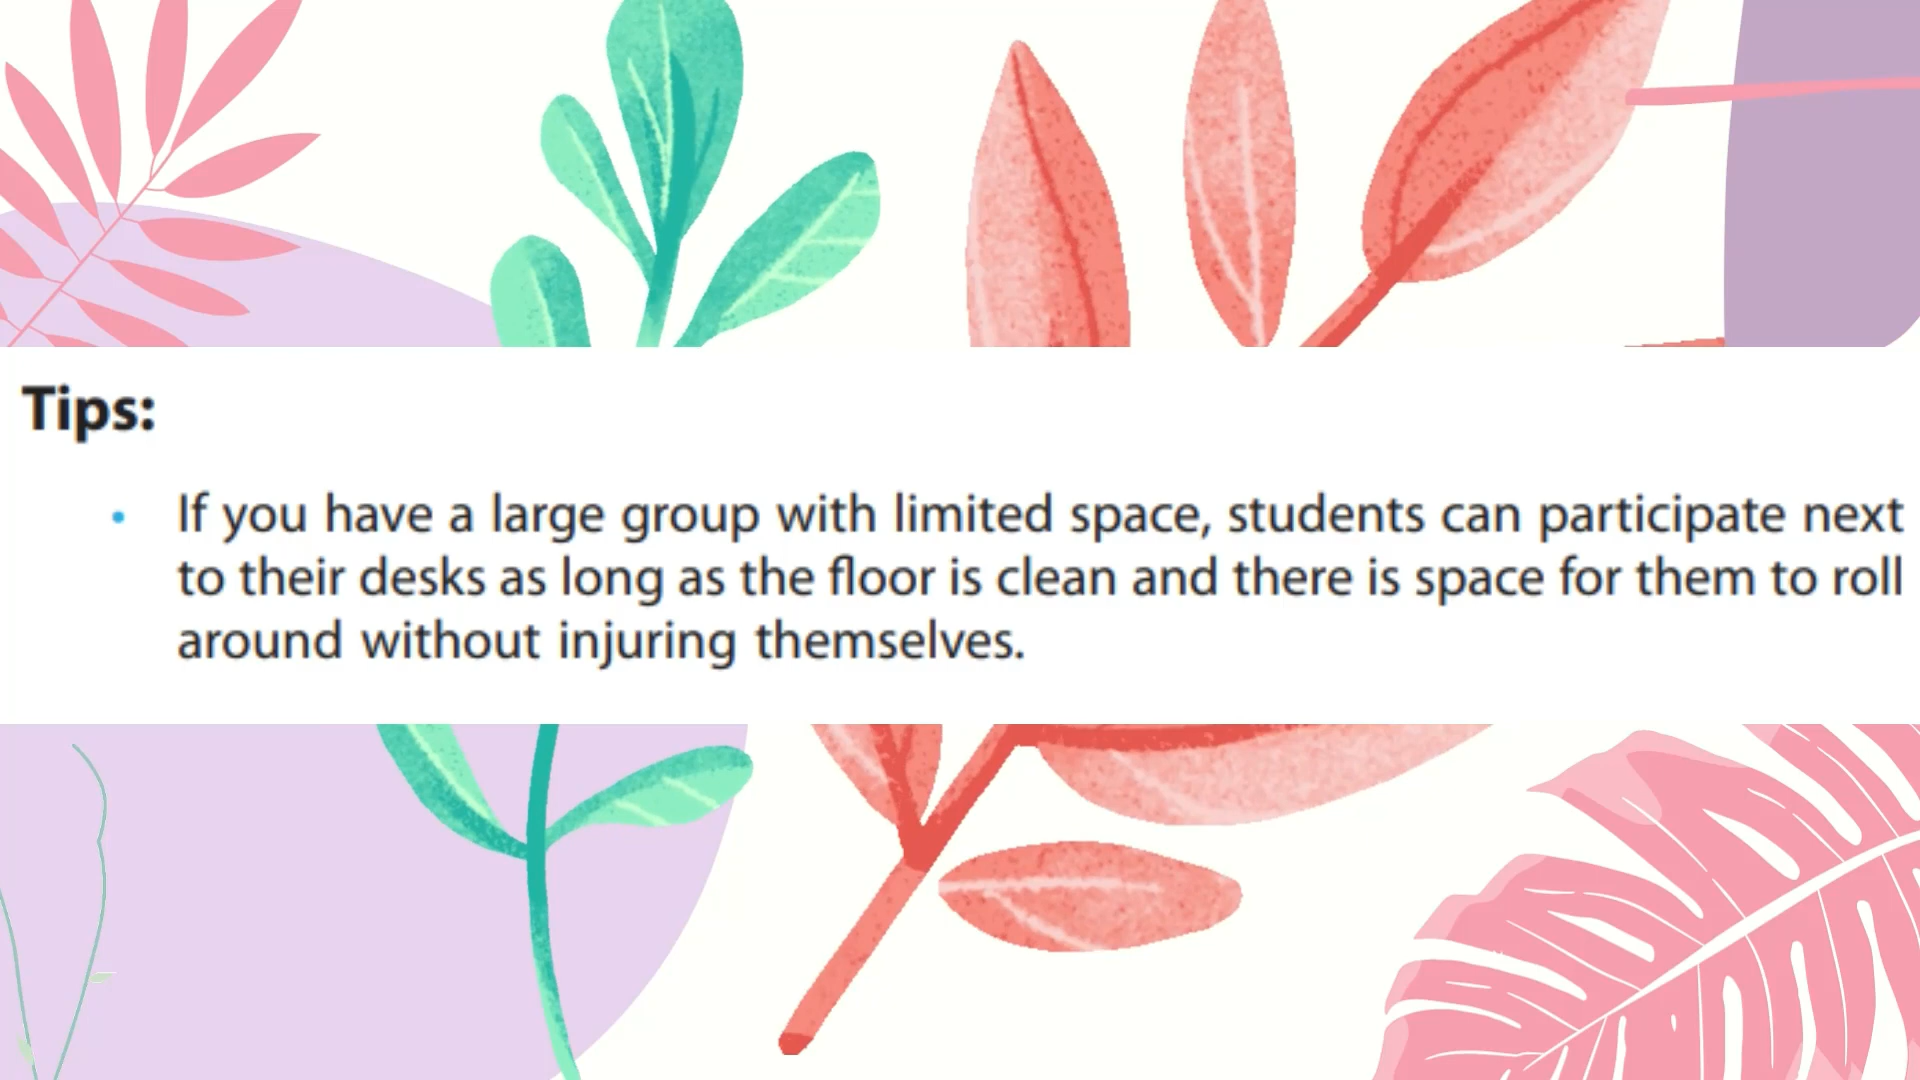 Tips:
• If you have a large group with limited space, students can participate next
to their desks as long as the floor is clean and there is space for them to roll
around without injuring themselves.